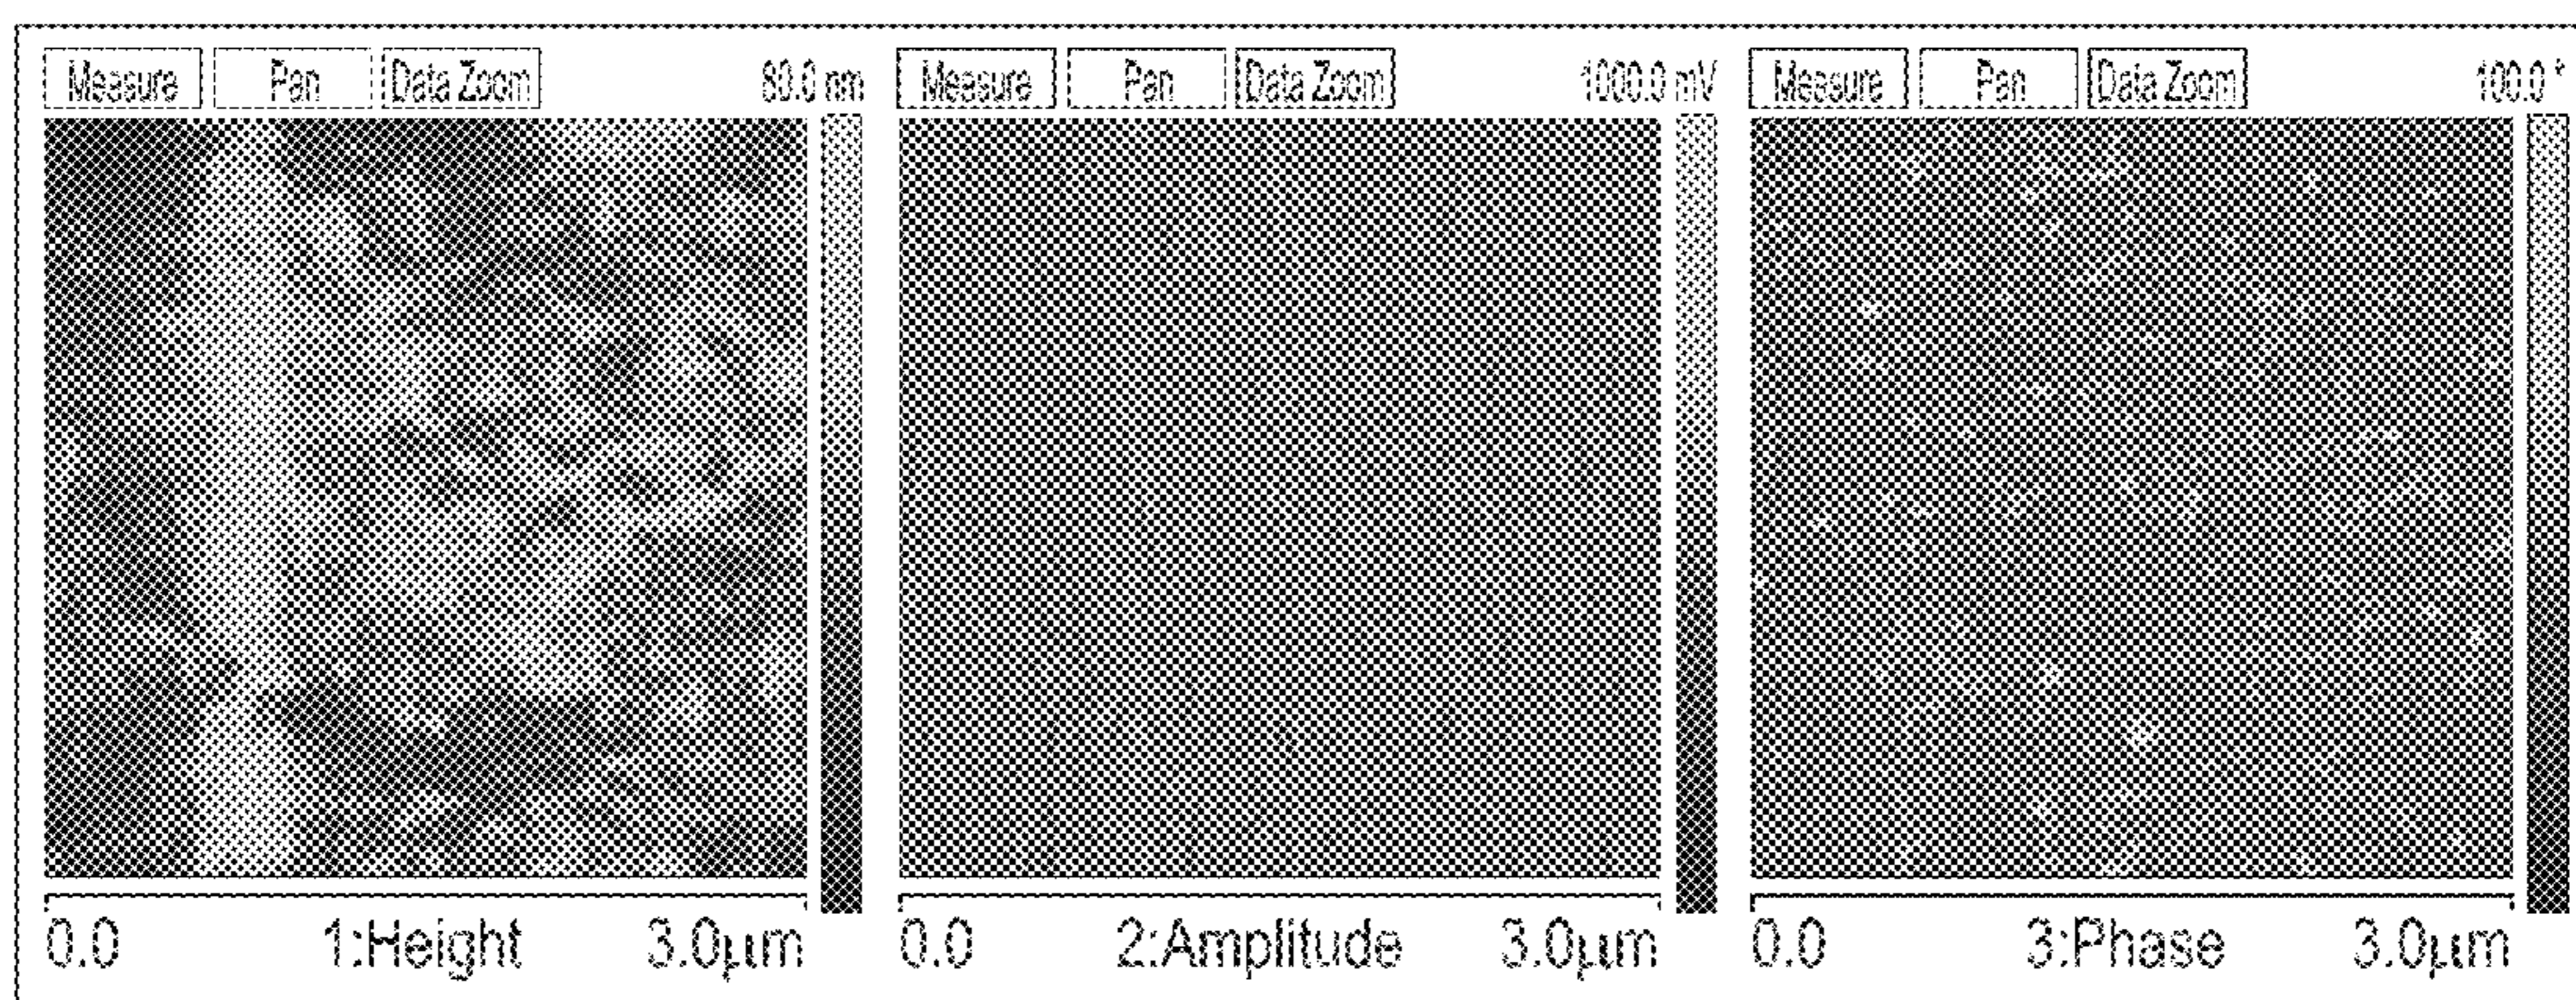 Measure Pan Data Zoom 80.0 nm Measure Pan Data Zoom 1000.0 mV Measure Pan Data Zoom 100.0 °
0.0 1:Height 3.0µm 0.0 2:Amplitude 3.0µm 0.0 3:Phase 3.0µm